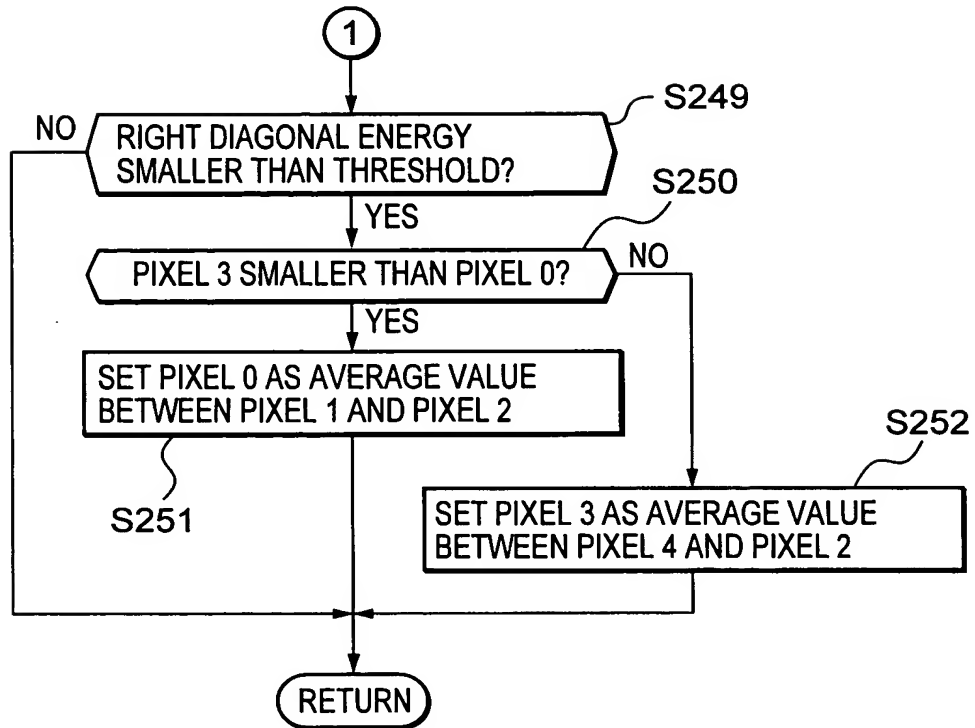 1
S249
NO
RIGHT DIAGONAL ENERGY
SMALLER THAN THRESHOLD?
S250
YES
PIXEL 3 SMALLER THAN PIXEL 0?
NO
YES
SET PIXEL 0 AS AVERAGE VALUE
BETWEEN PIXEL 1 AND PIXEL 2
S252
S251
SET PIXEL 3 AS AVERAGE VALUE
BETWEEN PIXEL 4 AND PIXEL 2
RETURN